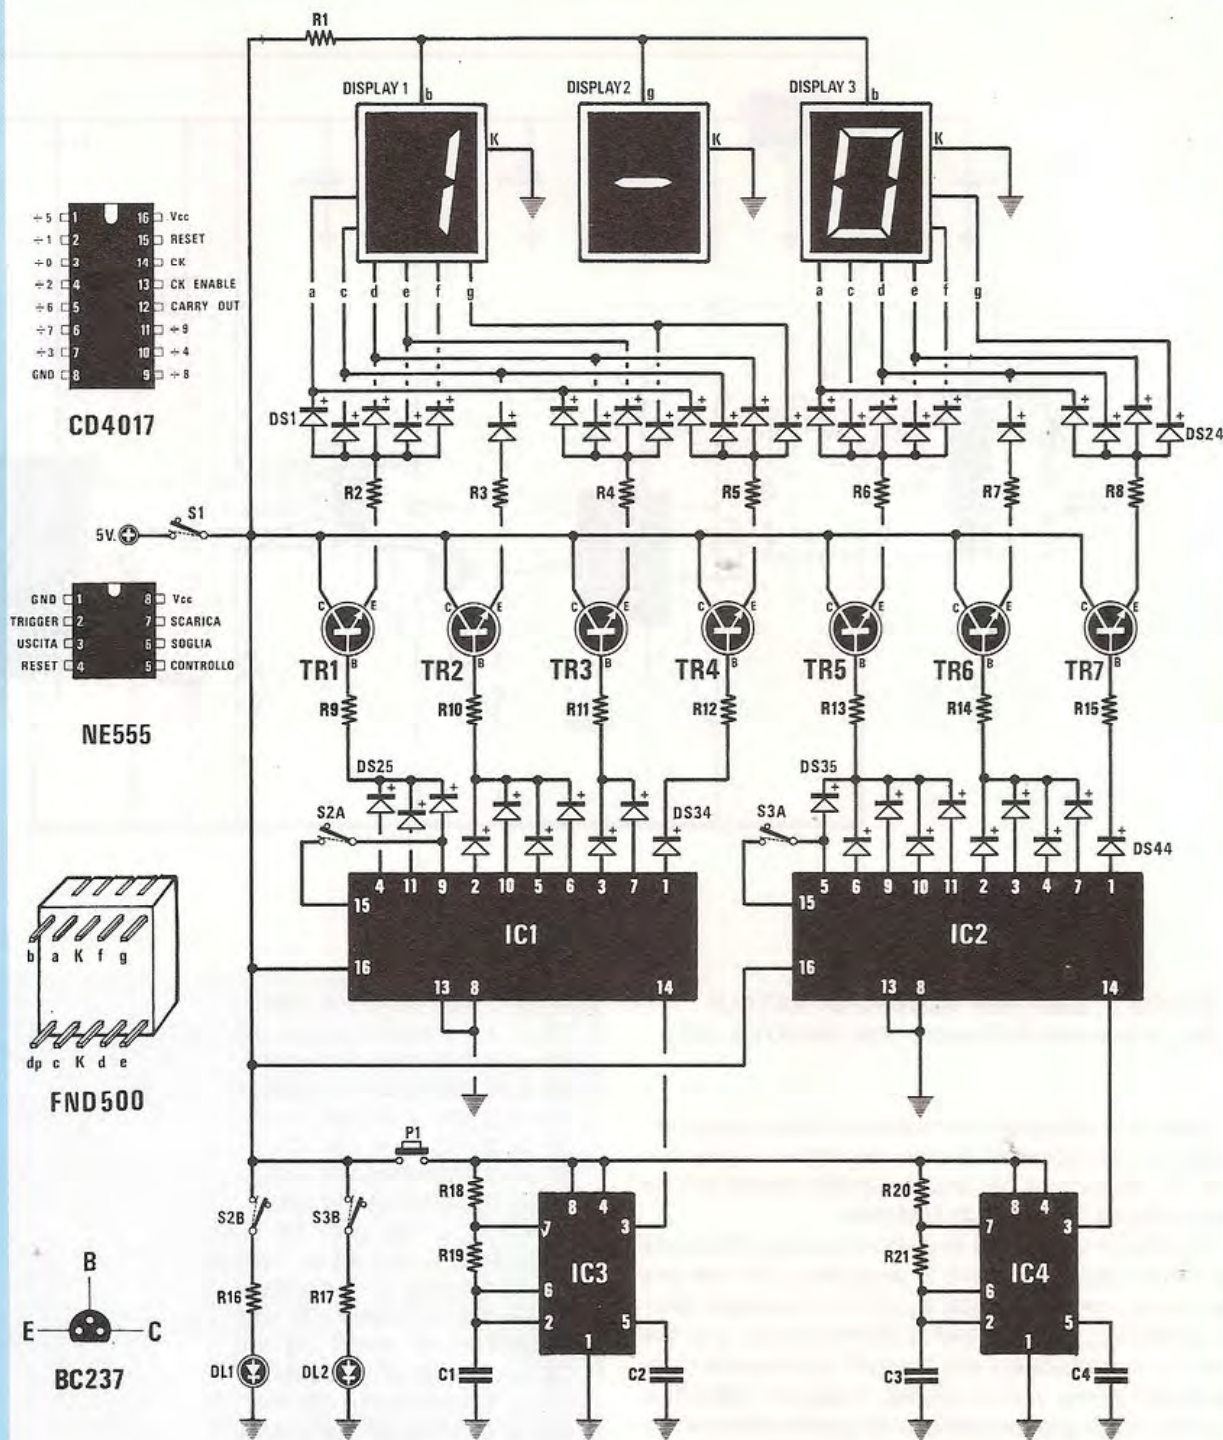 R1
DISPLAY 1 b
DISPLAY 2 g
DISPLAY 3 b
K
K
K
÷5 1 16 Vcc
÷1 2 15 RESET
÷0 3 14 CK
÷2 4 13 CK ENABLE
÷6 5 12 CARRY OUT
÷7 6 11 ÷9
÷3 7 10 ÷4
GND 8 9 ÷8
CD4017
a c d e f g
a c d e f g
DS1
+ + + + + + + + + + + + + + + + + + + + + + + +
DS24
R2 R3 R4 R5 R6 R7 R8
S1
5V.
GND 1 8 Vcc
TRIGGER 2 7 SCARICA
USCITA 3 6 SOGLIA
RESET 4 5 CONTROLLO
NE555
C E C E C E C E C E C E C E
B B B B B B B
TR1 TR2 TR3 TR4 TR5 TR6 TR7
R9 R10 R11 R12 R13 R14 R15
DS25 DS35
+ + + + + + + + + + + + + + + + + + + +
S2A DS34 S3A DS44
4 11 9 2 10 5 6 3 7 1
5 6 9 10 11 2 3 4 7 1
15 IC1
15 IC2
16 13 8 14
16 13 8 14
b a K f g
dp c K d e
FND500
P1
S2B S3B
R18 8 4
7 3
R19 IC3
6
2 5
1
R20 8 4
7 3
R21 IC4
6
2 5
1
R16 R17
DL1 DL2 C1 C2 C3 C4
B
E C
BC237